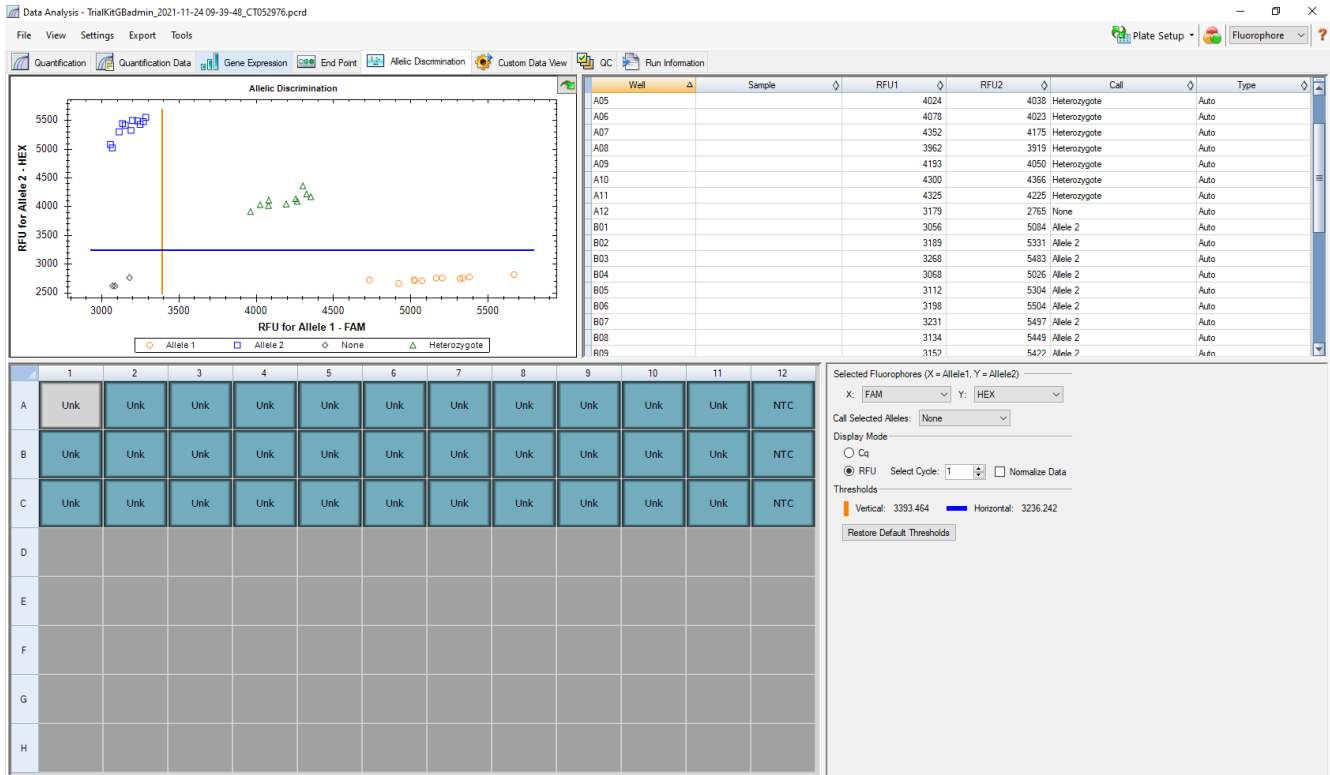 Data Analysis - TrialKitGBadmin_2021-11-24 09-39-48_CT052976.pcrd
File View Settings Export Tools
Plate Setup Fluorophore ?
Quantification Quantification Data Gene Expression End Point Allelic Discrimination Custom Data View QC Run Information
Allelic Discrimination
RFU for Allele 2 - HEX
5500
5000
4500
4000
3500
3000
2500
3000 3500 4000 4500 5000 5500
RFU for Allele 1 - FAM
Allele 1 Allele 2 None Heterozygote
Well Sample RFU1 RFU2 Call Type
A05 4024 4038 Heterozygote Auto
A06 4078 4023 Heterozygote Auto
A07 4352 4175 Heterozygote Auto
A08 3962 3919 Heterozygote Auto
A09 4193 4050 Heterozygote Auto
A10 4300 4366 Heterozygote Auto
A11 4325 4225 Heterozygote Auto
A12 3179 2765 None Auto
B01 3056 5084 Allele 2 Auto
B02 3189 5331 Allele 2 Auto
B03 3268 5483 Allele 2 Auto
B04 3068 5026 Allele 2 Auto
B05 3112 5304 Allele 2 Auto
B06 3198 5504 Allele 2 Auto
B07 3231 5497 Allele 2 Auto
B08 3134 5449 Allele 2 Auto
B09 3152 5422 Allele 2 Auto
1 2 3 4 5 6 7 8 9 10 11 12
A Unk Unk Unk Unk Unk Unk Unk Unk Unk Unk Unk NTC
B Unk Unk Unk Unk Unk Unk Unk Unk Unk Unk Unk NTC
C Unk Unk Unk Unk Unk Unk Unk Unk Unk Unk Unk NTC
D
E
F
G
H
Selected Fluorophores (X = Allele1, Y = Allele2)
X: FAM Y: HEX
Call Selected Alleles: None
Display Mode
Cq
RFU Select Cycle: 1 Normalize Data
Thresholds
Vertical: 3393.464 Horizontal: 3236.242
Restore Default Thresholds